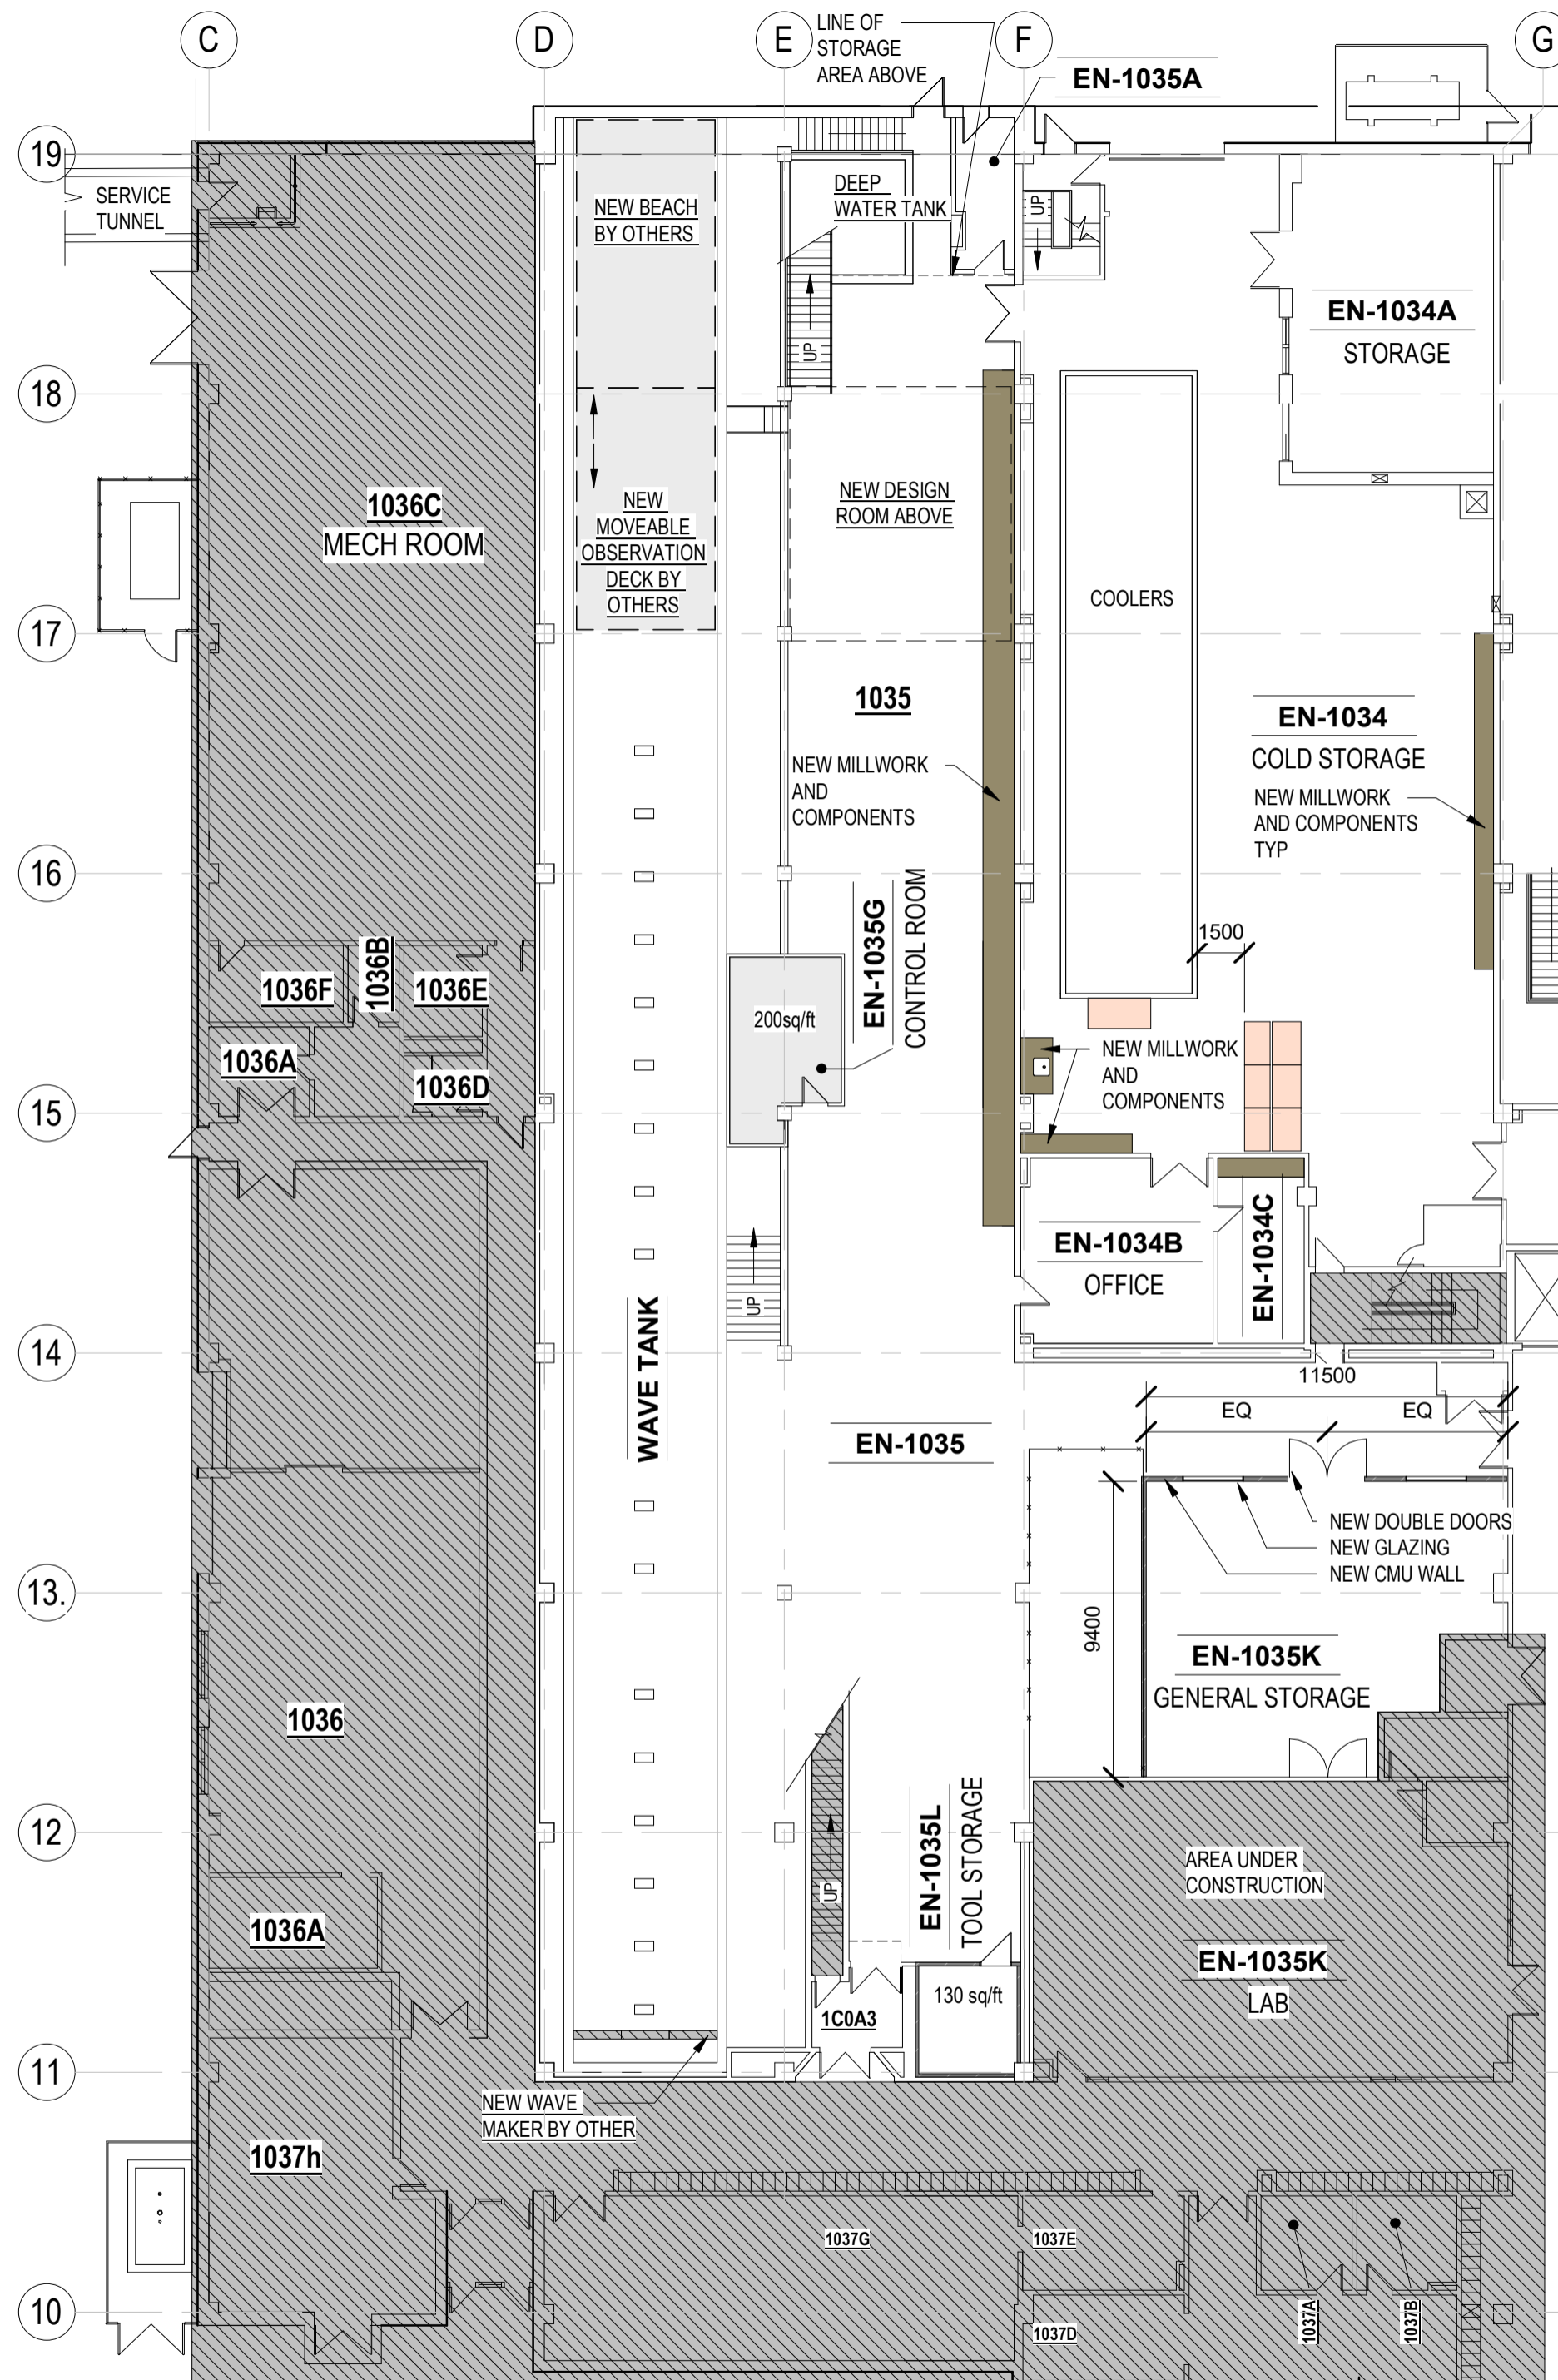 C
D
E
F
G
LINE OF
STORAGE
AREA ABOVE
EN-1035A
19
SERVICE
TUNNEL
NEW BEACH
BY OTHERS
DEEP
WATER TANK
UP
UP
EN-1034A
STORAGE
18
1036C
MECH ROOM
NEW
MOVEABLE
OBSERVATION
DECK BY
OTHERS
NEW DESIGN
ROOM ABOVE
COOLERS
17
1035
EN-1034
COLD STORAGE
NEW MILLWORK
AND
COMPONENTS
NEW MILLWORK
AND COMPONENTS
TYP
16
EN-1035G
CONTROL ROOM
1500
1036F
1036B
1036E
200sq/ft
1036A
1036D
NEW MILLWORK
AND
COMPONENTS
15
EN-1034B
OFFICE
EN-1034C
UP
WAVE TANK
14
11500
EQ
EQ
EN-1035
NEW DOUBLE DOORS
NEW GLAZING
NEW CMU WALL
13.
9400
EN-1035K
GENERAL STORAGE
1036
12
EN-1035L
TOOL STORAGE
UP
AREA UNDER
CONSTRUCTION
1036A
EN-1035K
LAB
130 sq/ft
1C0A3
11
NEW WAVE
MAKER BY OTHER
1037h
1037G
1037E
10
1037D
1037A
1037B